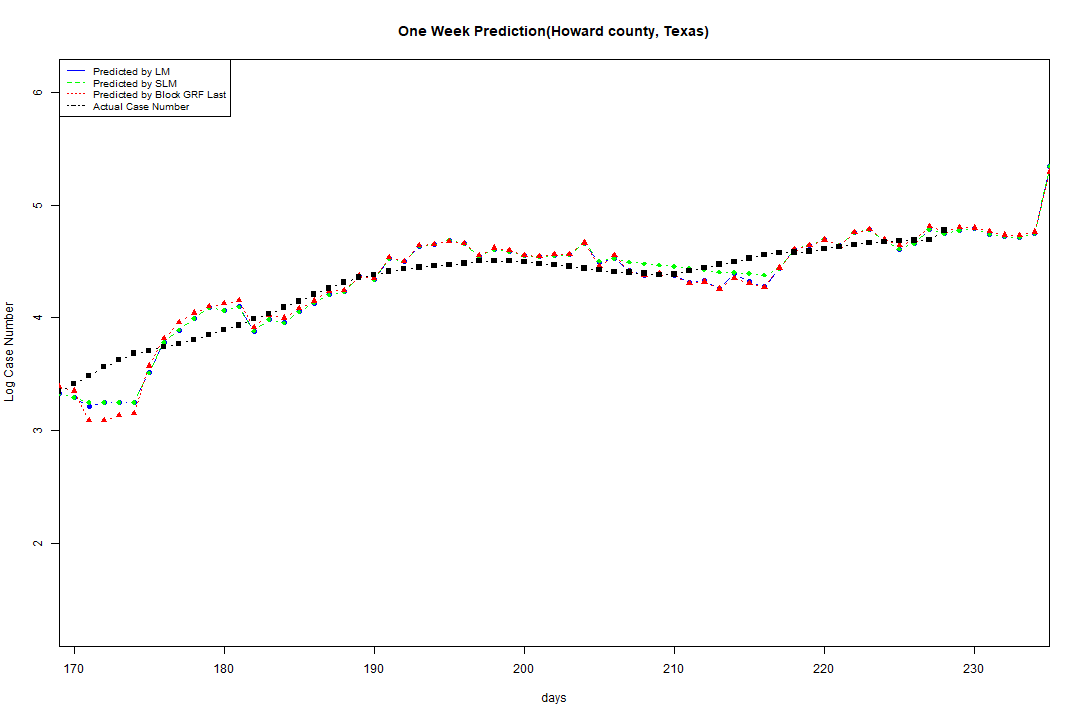 One Week Prediction(Howard county, Texas)
Predicted by LM
Predicted by SLM
Predicted by Block GRF Last
Actual Case Number
6
5
4
3
2
Log Case Number
170 180 190 200 210 220 230
days